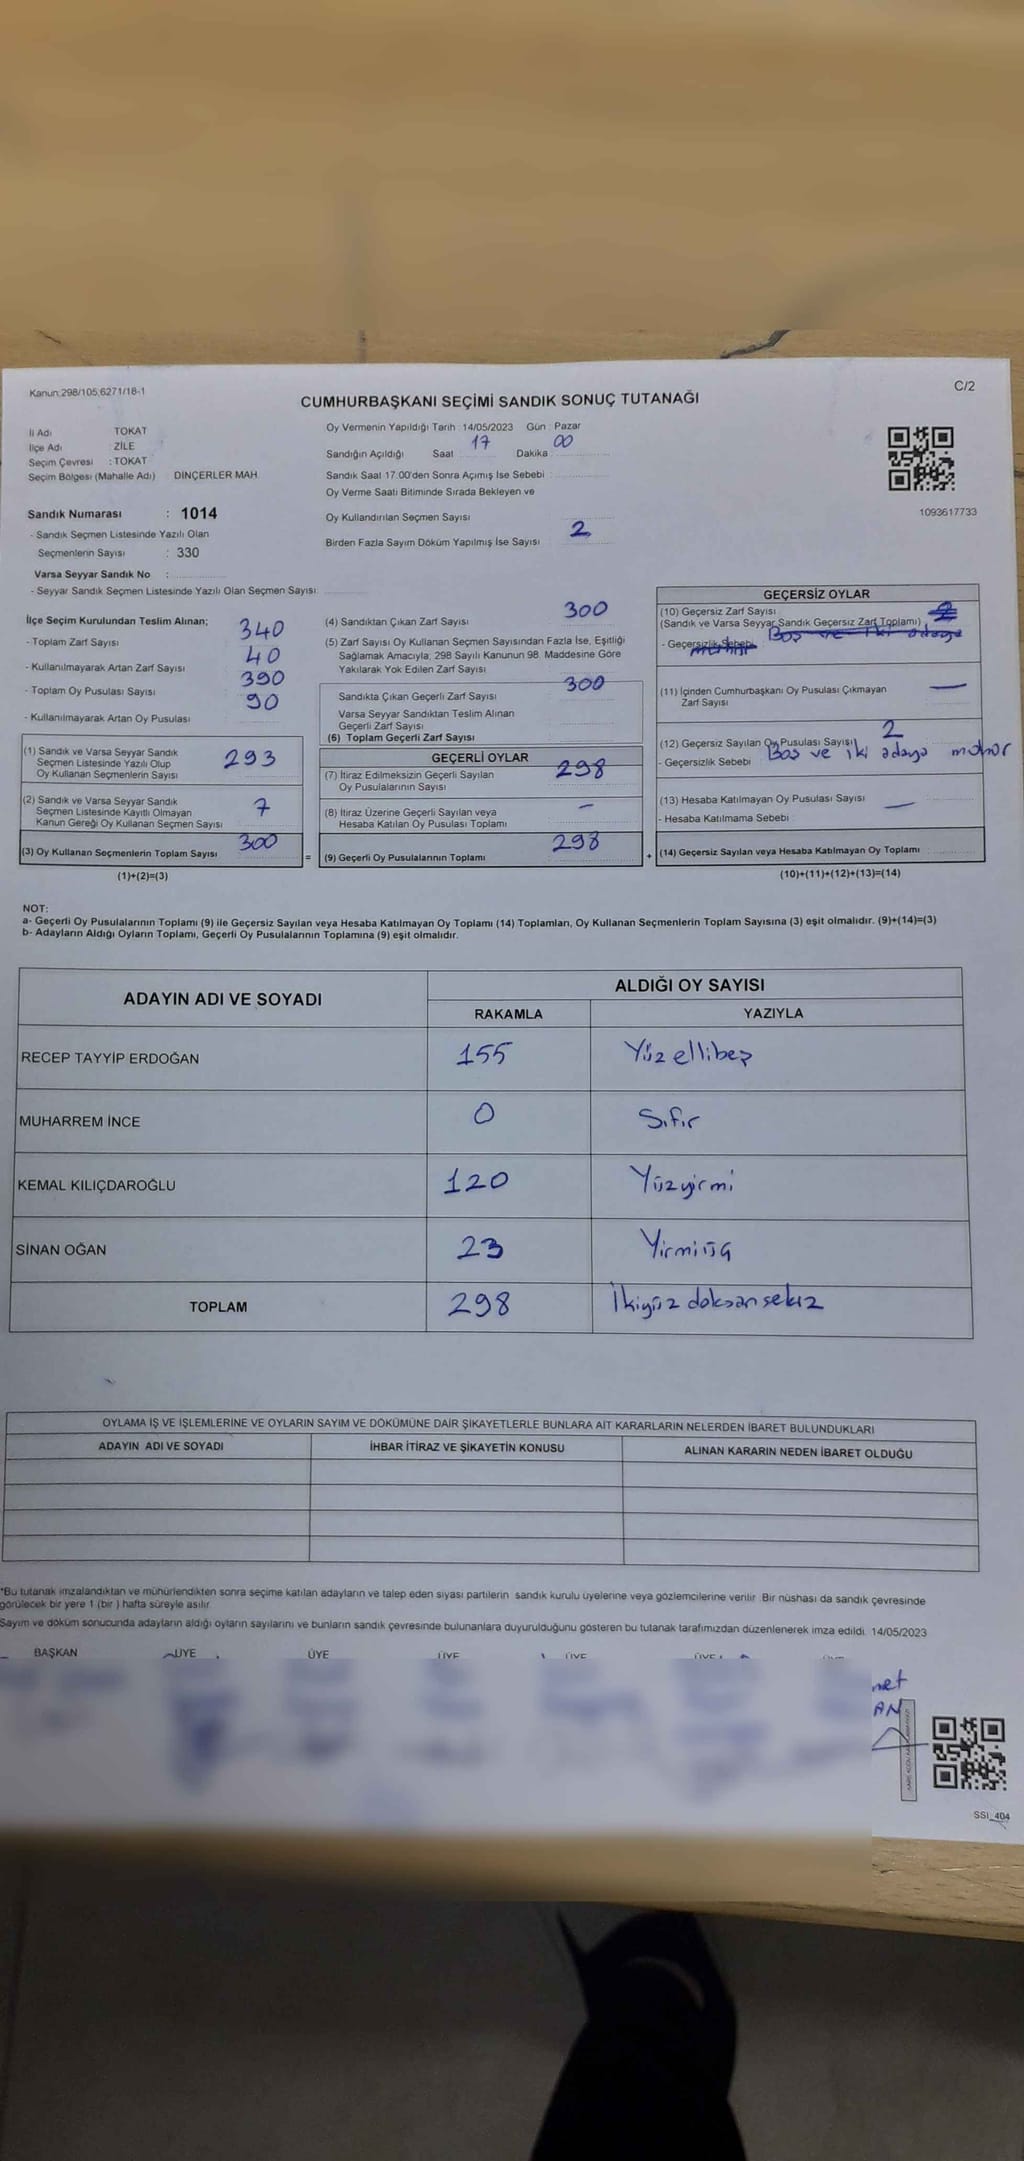 Kanun:298/105,6271/18-1
C/2
CUMHURBAŞKANI SEÇİMİ SANDIK SONUÇ TUTANAĞI
İl Adı TOKAT
İlçe Adı ZİLE
Seçim Çevresi : TOKAT
Seçim Bölgesi (Mahalle Adı) DİNÇERLER MAH
Sandık Numarası : 1014
- Sandık Seçmen Listesinde Yazılı Olan
Seçmenlerin Sayısı : 330
Varsa Seyyar Sandık No :
- Seyyar Sandık Seçmen Listesinde Yazılı Olan Seçmen Sayısı:
Oy Vermenin Yapıldığı Tarih : 14/05/2023 Gün : Pazar
Sandığın Açıldığı Saat 17 Dakika 00
Sandık Saat 17.00'den Sonra Açımış İse Sebebi :
Oy Verme Saati Bitiminde Sırada Bekleyen ve
Oy Kullandırılan Seçmen Sayısı
Birden Fazla Sayım Döküm Yapılmış İse Sayısı : 2
1093617733
İlçe Seçim Kurulundan Teslim Alınan;
- Toplam Zarf Sayısı 340
- Kullanılmayarak Artan Zarf Sayısı 40
- Toplam Oy Pusulası Sayısı 390
- Kullanılmayarak Artan Oy Pusulası 90
(1) Sandık ve Varsa Seyyar Sandık
Seçmen Listesinde Yazılı Olup
Oy Kullanan Seçmenlerin Sayısı 293
(2) Sandık ve Varsa Seyyar Sandık
Seçmen Listesinde Kayıtlı Olmayan
Kanun Gereği Oy Kullanan Seçmen Sayısı 7
(3) Oy Kullanan Seçmenlerin Toplam Sayısı 300
(1)+(2)=(3)
=
(4) Sandıktan Çıkan Zarf Sayısı 300
(5) Zarf Sayısı Oy Kullanan Seçmen Sayısından Fazla İse, Eşitliği
Sağlamak Amacıyla; 298 Sayılı Kanunun 98. Maddesine Göre
Yakılarak Yok Edilen Zarf Sayısı
Sandıkta Çıkan Geçerli Zarf Sayısı 300
Varsa Seyyar Sandıktan Teslim Alınan
Geçerli Zarf Sayısı
(6) Toplam Geçerli Zarf Sayısı
GEÇERLİ OYLAR
(7) İtiraz Edilmeksizin Geçerli Sayılan
Oy Pusulalarının Sayısı 298
(8) İtiraz Üzerine Geçerli Sayılan veya
Hesaba Katılan Oy Pusulası Toplamı –
(9) Geçerli Oy Pusulalarının Toplamı 298
+
GEÇERSİZ OYLAR
(10) Geçersiz Zarf Sayısı 2
(Sandık ve Varsa Seyyar Sandık Geçersiz Zarf Toplamı)
- Geçersizlik Sebebi Boş ve iki adaya
(11) İçinden Cumhurbaşkanı Oy Pusulası Çıkmayan
Zarf Sayısı —
(12) Geçersiz Sayılan Oy Pusulası Sayısı 2
- Geçersizlik Sebebi Boş ve iki adaya mühür
(13) Hesaba Katılmayan Oy Pusulası Sayısı —
- Hesaba Katılmama Sebebi
(14) Geçersiz Sayılan veya Hesaba Katılmayan Oy Toplamı
(10)+(11)+(12)+(13)=(14)
NOT:
a- Geçerli Oy Pusulalarının Toplamı (9) ile Geçersiz Sayılan veya Hesaba Katılmayan Oy Toplamı (14) Toplamları, Oy Kullanan Seçmenlerin Toplam Sayısına (3) eşit olmalıdır. (9)+(14)=(3)
b- Adayların Aldığı Oyların Toplamı, Geçerli Oy Pusulalarının Toplamına (9) eşit olmalıdır.
ADAYIN ADI VE SOYADI
ALDIĞI OY SAYISI
RAKAMLA YAZIYLA
RECEP TAYYİP ERDOĞAN 155 Yüz ellibeş
MUHARREM İNCE 0 Sıfır
KEMAL KILIÇDAROĞLU 120 Yüzyirmi
SİNAN OĞAN 23 Yirmiüç
TOPLAM 298 İkiyüz doksan sekiz
OYLAMA İŞ VE İŞLEMLERİNE VE OYLARIN SAYIM VE DÖKÜMÜNE DAİR ŞİKAYETLERLE BUNLARA AİT KARARLARIN NELERDEN İBARET BULUNDUKLARI
ADAYIN ADI VE SOYADI İHBAR İTİRAZ VE ŞİKAYETİN KONUSU ALINAN KARARIN NEDEN İBARET OLDUĞU
*Bu tutanak imzalandıktan ve mühürlendikten sonra seçime katılan adayların ve talep eden siyasi partilerin sandık kurulu üyelerine veya gözlemcilerine verilir. Bir nüshası da sandık çevresinde
görülecek bir yere 1 (bir ) hafta süreyle asılır.
Sayım ve döküm sonucunda adayların aldığı oyların sayılarını ve bunların sandık çevresinde bulunanlara duyurulduğunu gösteren bu tutanak tarafımızdan düzenlenerek imza edildi. 14/05/2023
BAŞKAN ÜYE ÜYE ÜYE ÜYE ÜYE
SSI_404